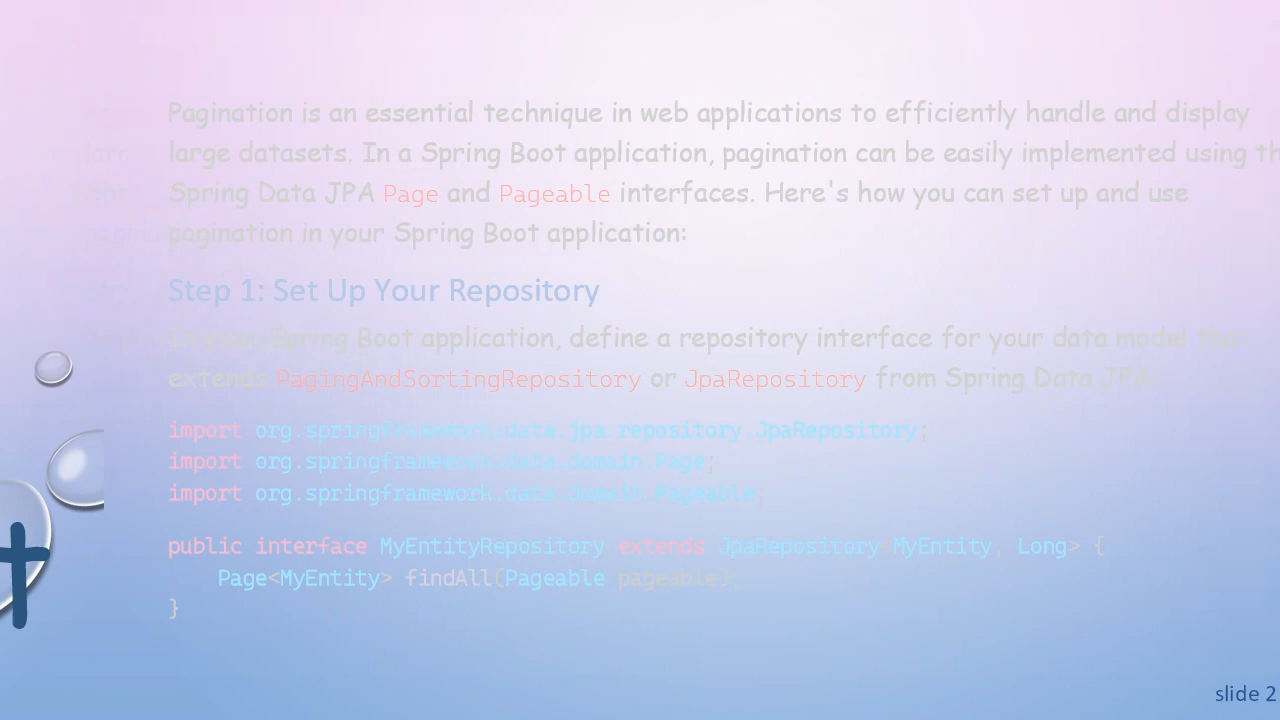 Pagination is an essential technique in web applications to efficiently handle and display
large datasets. In a Spring Boot application, pagination can be easily implemented using th
Spring Data JPA Page and Pageable interfaces. Here's how you can set up and use
pagination in your Spring Boot application:
Step 1: Set Up Your Repository
In your Spring Boot application, define a repository interface for your data model tha
extends PagingAndSortingRepository or JpaRepository from Spring Data JPA.
import org.springframework.data.jpa.repository.JpaRepository;
import org.springframework.data.domain.Page;
import org.springframework.data.domain.Pageable;
public interface MyEntityRepository extends JpaRepository<MyEntity, Long> {
    Page<MyEntity> findAll(Pageable pageable);
}
slide 2